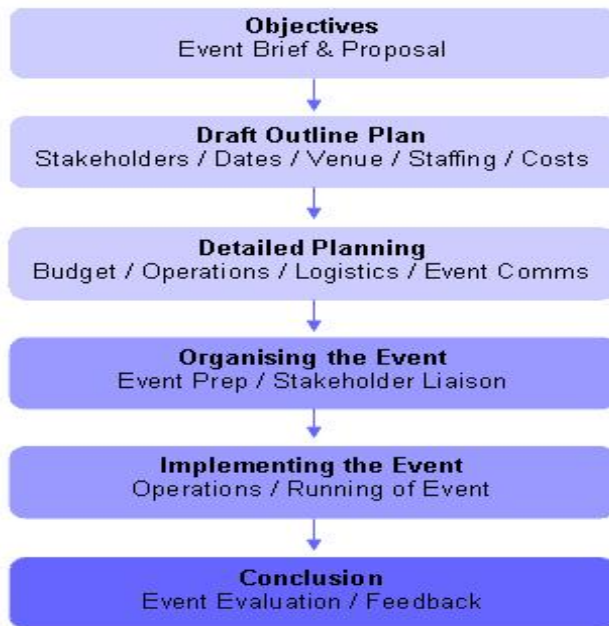 Objectives
Event Brief & Proposal
Draft Outline Plan
Stakeholders / Dates / Venue / Staffing / Costs
Detailed Planning
Budget / Operations / Logistics / Event Comms
Organising the Event
Event Prep / Stakeholder Liaison
Implementing the Event
Operations / Running of Event
Conclusion
Event Evaluation / Feedback